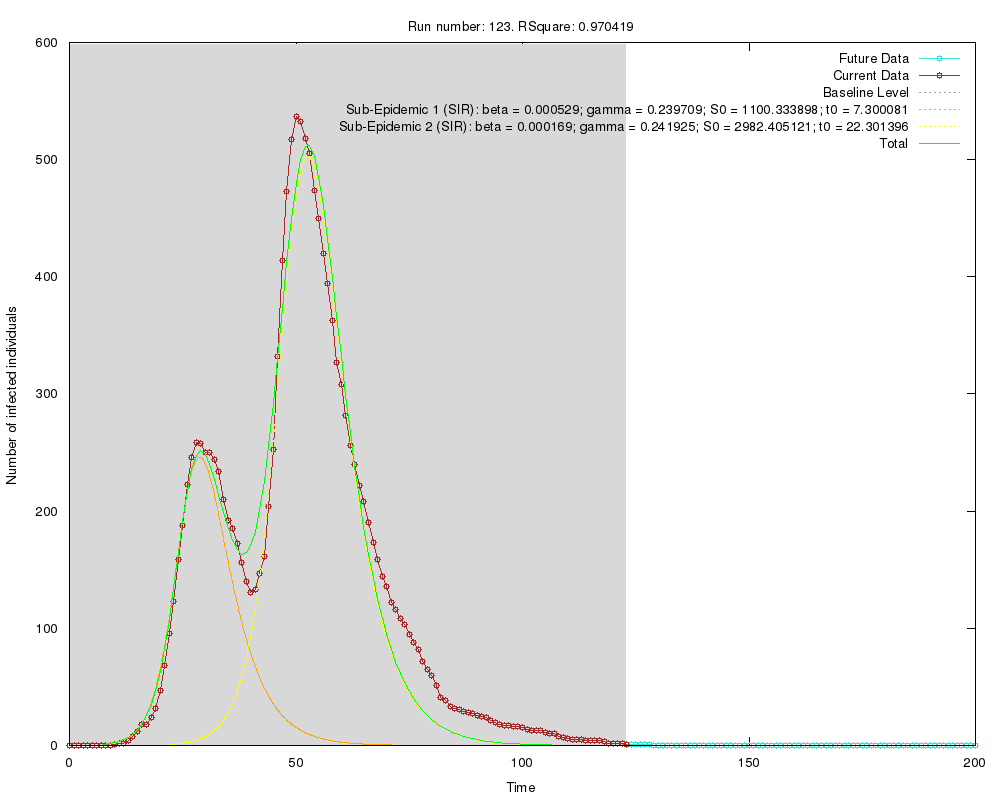 Run number: 123. RSquare: 0.970419
600
500
400
300
200
100
0
Number of infected individuals
Future Data
Current Data
Baseline Level
Sub-Epidemic 1 (SIR): beta = 0.000529; gamma = 0.239709; S0 = 1100.333898; t0 = 7.300081
Sub-Epidemic 2 (SIR): beta = 0.000169; gamma = 0.241925; S0 = 2982.405121; t0 = 22.301396
Total
0
50
100
150
200
Time